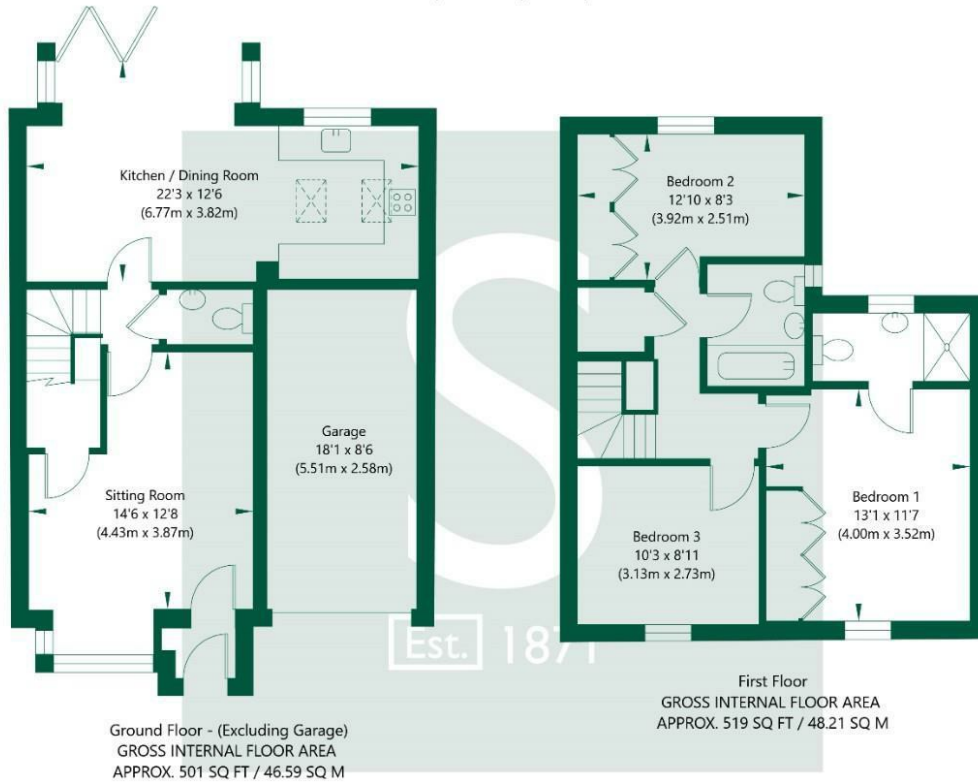 Kitchen / Dining Room
22'3 x 12'6
(6.77m x 3.82m)
Garage
18'1 x 8'6
(5.51m x 2.58m)
Sitting Room
14'6 x 12'8
(4.43m x 3.87m)
Ground Floor - (Excluding Garage)
GROSS INTERNAL FLOOR AREA
APPROX. 501 SQ FT / 46.59 SQ M
Bedroom 2
12'10 x 8'3
(3.92m x 2.51m)
Bedroom 1
13'1 x 11'7
(4.00m x 3.52m)
Bedroom 3
10'3 x 8'11
(3.13m x 2.73m)
First Floor
GROSS INTERNAL FLOOR AREA
APPROX. 519 SQ FT / 48.21 SQ M
S
Est. 1871